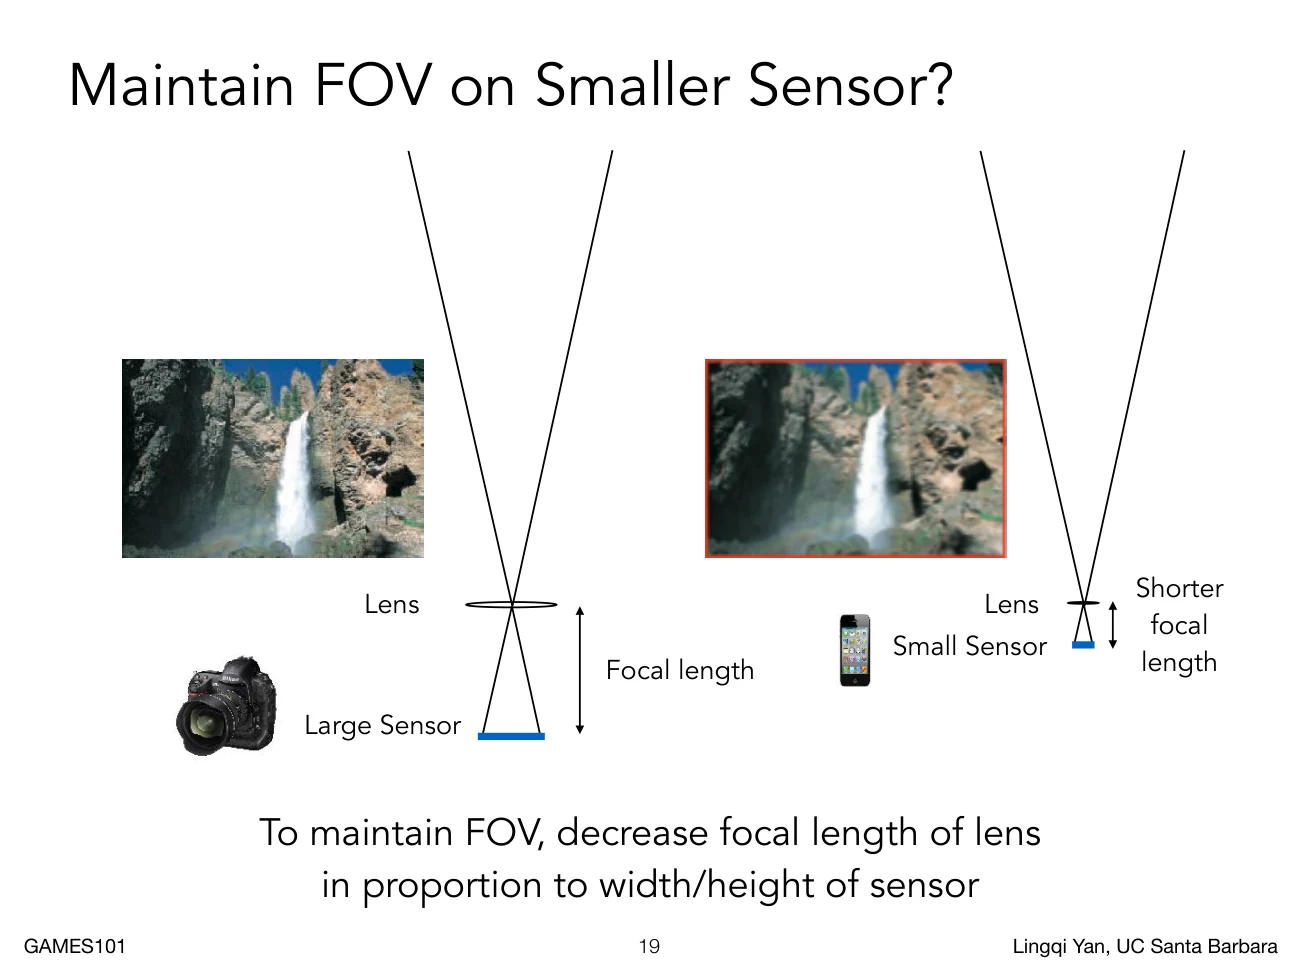 Maintain FOV on Smaller Sensor?
Lens
Focal length
Large Sensor
Lens
Small Sensor
Shorter
focal
length
To maintain FOV, decrease focal length of lens
in proportion to width/height of sensor
GAMES101
19
Lingqi Yan, UC Santa Barbara